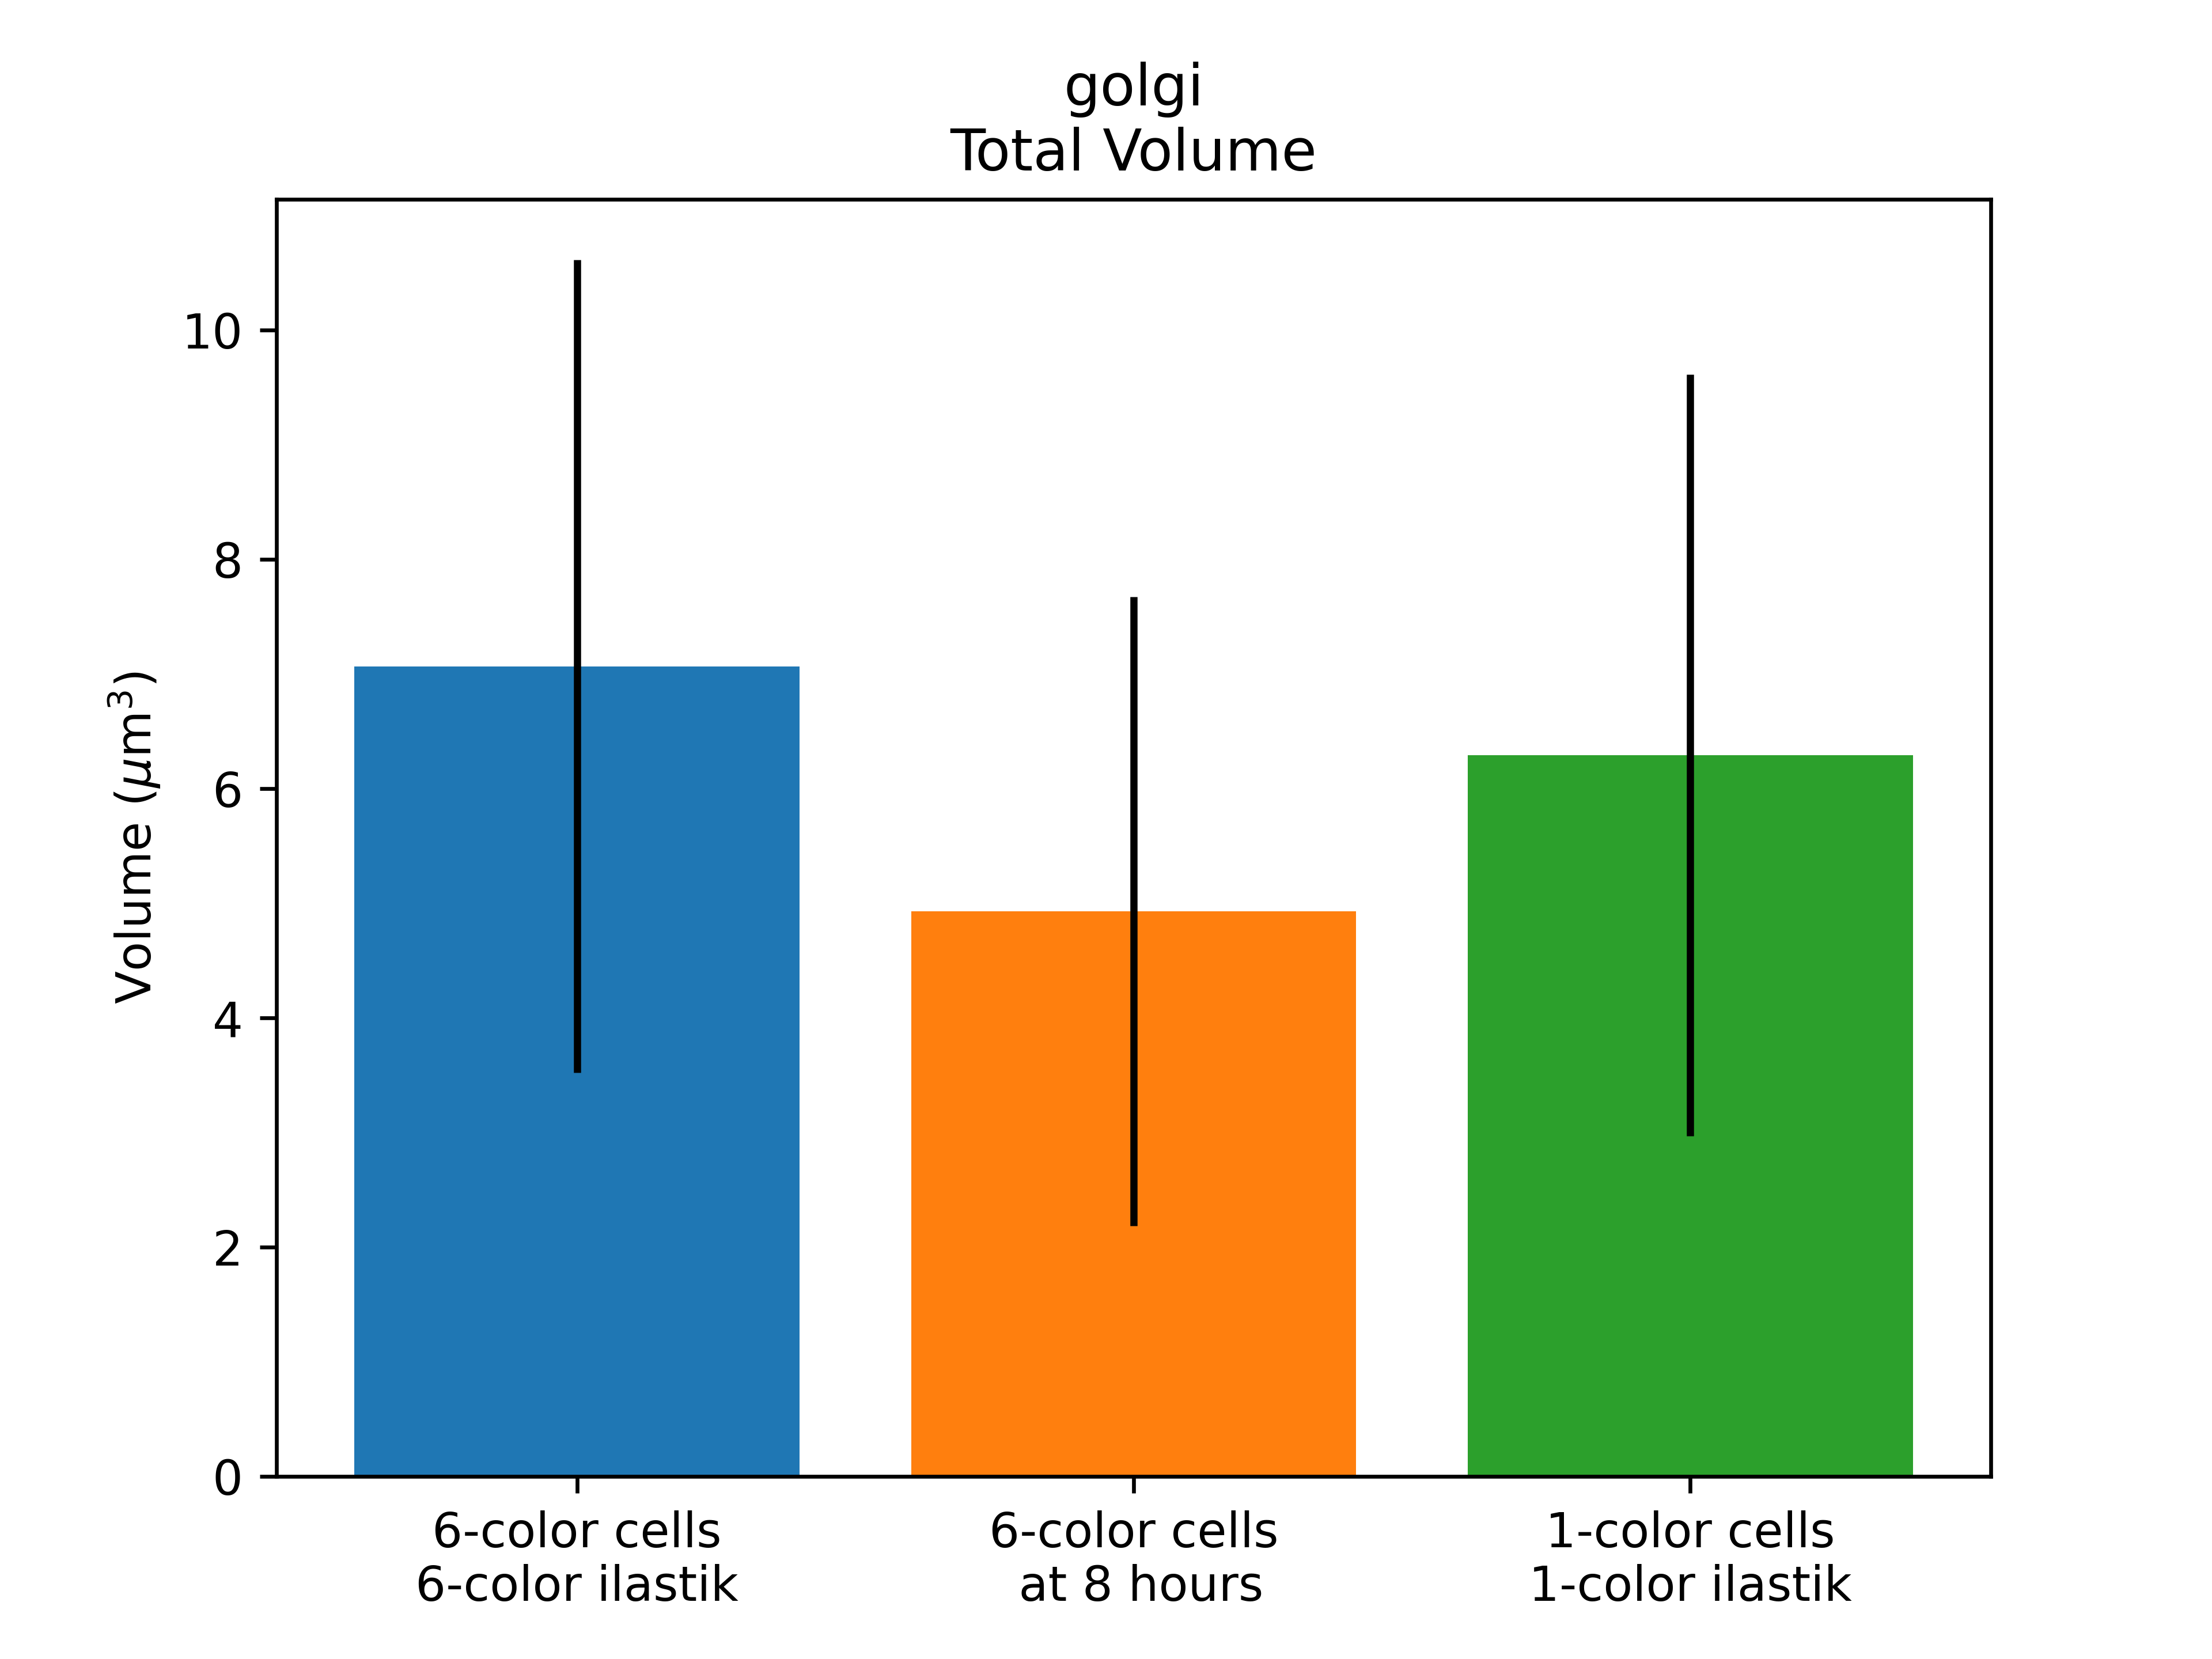 golgi
Total Volume
Volume (μm³)
10
8
6
4
2
0
6-color cells
6-color ilastik
6-color cells
at 8 hours
1-color cells
1-color ilastik